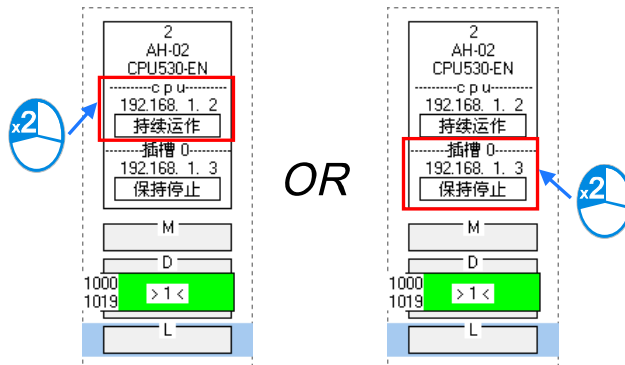 2
AH-02
CPU530-EN
cpu
192.168. 1. 2
持续运作
插槽 0
192.168. 1. 3
保持停止
M
D
1000
1019
>1<
L
x2
OR
2
AH-02
CPU530-EN
cpu
192.168. 1. 2
持续运作
插槽 0
192.168. 1. 3
保持停止
M
D
1000
1019
>1<
L
x2